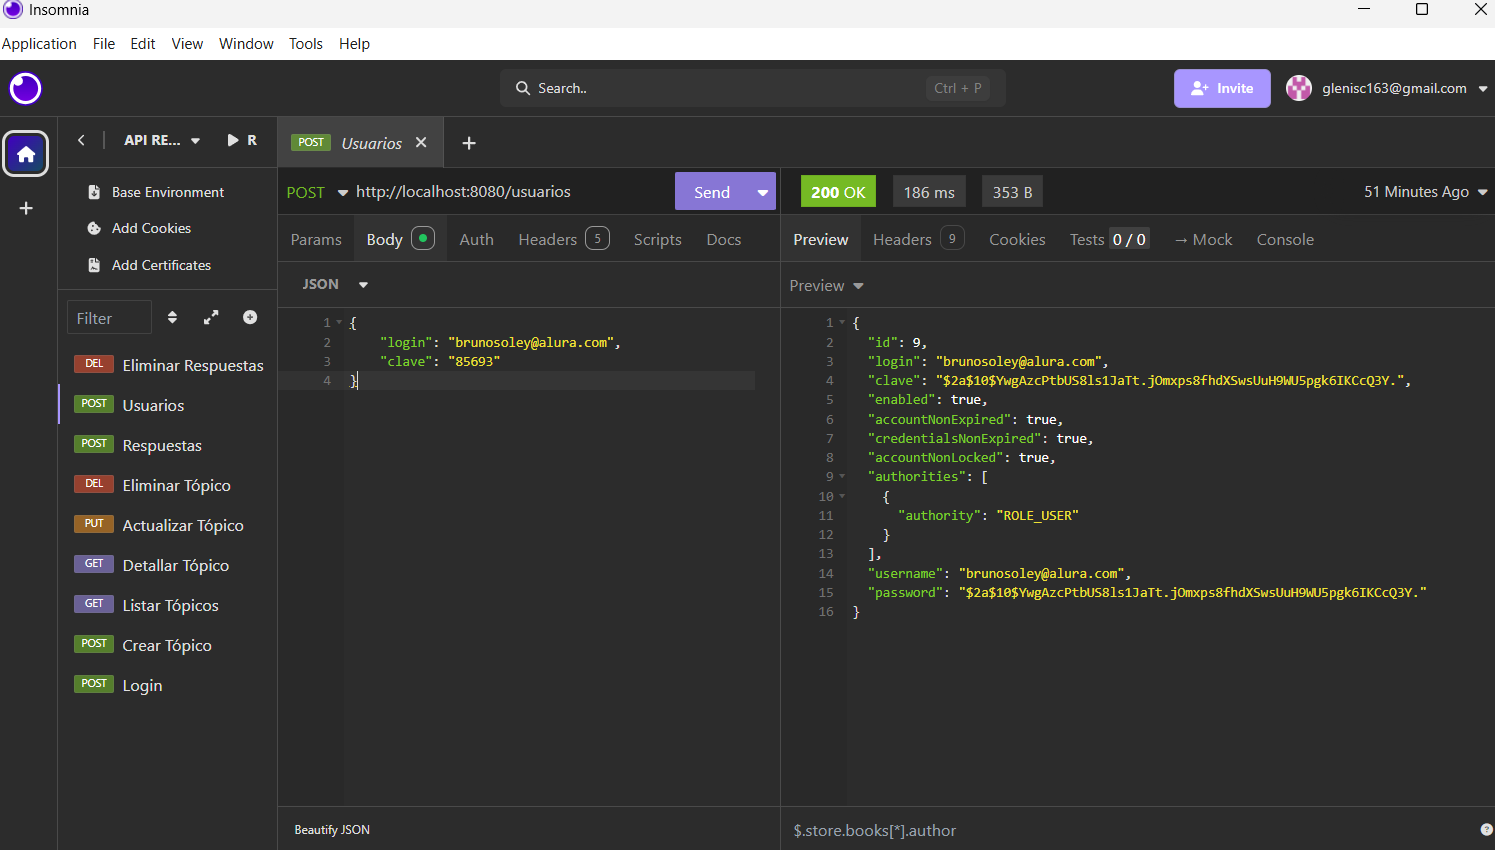 Insomnia
Application File Edit View Window Tools Help
Search.. Ctrl + P Invite glenisc163@gmail.com
API RE... R POST Usuarios
Base Environment
Add Cookies
Add Certificates
Filter
DEL Eliminar Respuestas
POST Usuarios
POST Respuestas
DEL Eliminar Tópico
PUT Actualizar Tópico
GET Detallar Tópico
GET Listar Tópicos
POST Crear Tópico
POST Login
POST http://localhost:8080/usuarios Send
Params Body Auth Headers 5 Scripts Docs
JSON
1 {
2 "login": "brunosoley@alura.com",
3 "clave": "85693"
4 }
Beautify JSON
200 OK 186 ms 353 B 51 Minutes Ago
Preview Headers 9 Cookies Tests 0 / 0 → Mock Console
Preview
1 {
2 "id": 9,
3 "login": "brunosoley@alura.com",
4 "clave": "$2a$10$YwgAzcPtbUS8ls1JaTt.jOmxps8fhdXSwsUuH9WU5pgk6IKCcQ3Y.",
5 "enabled": true,
6 "accountNonExpired": true,
7 "credentialsNonExpired": true,
8 "accountNonLocked": true,
9 "authorities": [
10 {
11 "authority": "ROLE_USER"
12 }
13 ],
14 "username": "brunosoley@alura.com",
15 "password": "$2a$10$YwgAzcPtbUS8ls1JaTt.jOmxps8fhdXSwsUuH9WU5pgk6IKCcQ3Y."
16 }
$.store.books[*].author